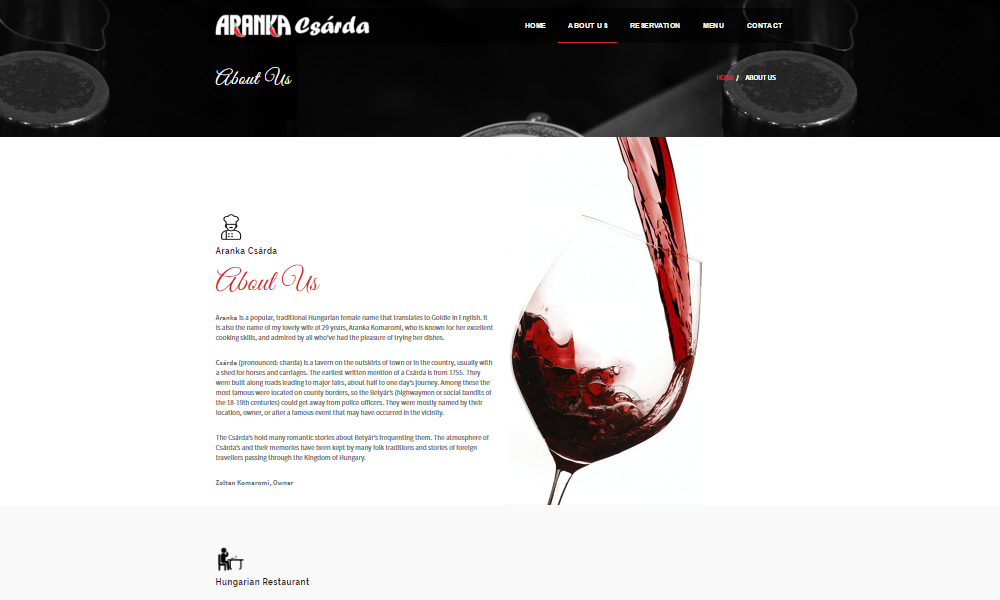 ARANKA Csárda
HOME ABOUT US RESERVATION MENU CONTACT
About Us
HOME / ABOUT US
Aranka Csárda
About Us
Aranka is a popular, traditional Hungarian female name that translates to Goldie in English. It
is also the name of my lovely wife of 29 years, Aranka Komaromi, who is known for her excellent
cooking skills, and admired by all who've had the pleasure of trying her dishes.
Csárda (pronounced: charda) is a tavern on the outskirts of town or in the country, usually with
a shed for horses and carriages. The earliest written mention of a Csárda is from 1755. They
were built along roads leading to major fairs, about half to one day's journey. Among these the
most famous were located on county borders, so the Betyár's (highwaymen or social bandits of
the 18-19th centuries) could get away from police officers. They were mostly named by their
location, owner, or after a famous event that may have occurred in the vicinity.
The Csárda's hold many romantic stories about Betyár's frequenting them. The atmosphere of
Csárda's and their memories have been kept by many folk traditions and stories of foreign
travellers passing through the Kingdom of Hungary.
Zoltan Komaromi, Owner
Hungarian Restaurant